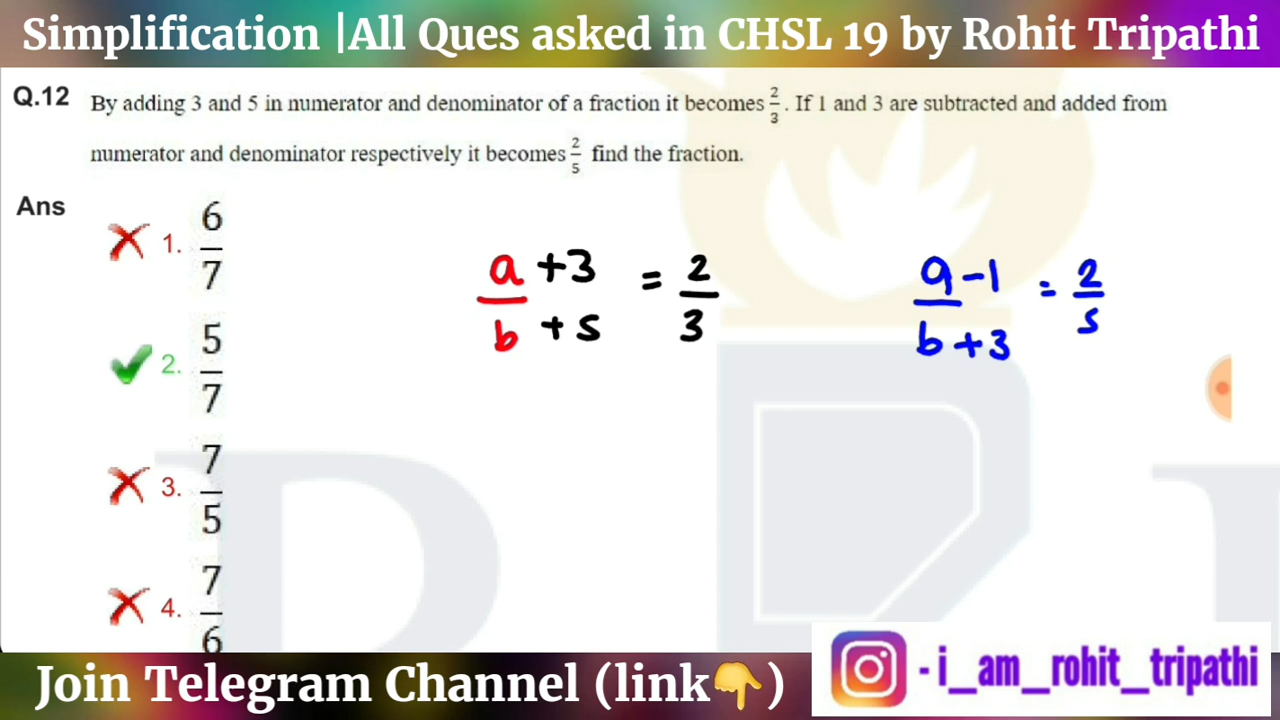 Simplification |All Ques asked in CHSL 19 by Rohit Tripathi
Q.12 By adding 3 and 5 in numerator and denominator of a fraction it becomes 2/3. If 1 and 3 are subtracted and added from
numerator and denominator respectively it becomes 2/5 find the fraction.
Ans
1. 6/7
2. 5/7
3. 7/5
4. 7/6
a+3 / b+5 = 2/3
a-1 / b+3 = 2/5
Join Telegram Channel (link👇)
-i_am_rohit_tripathi